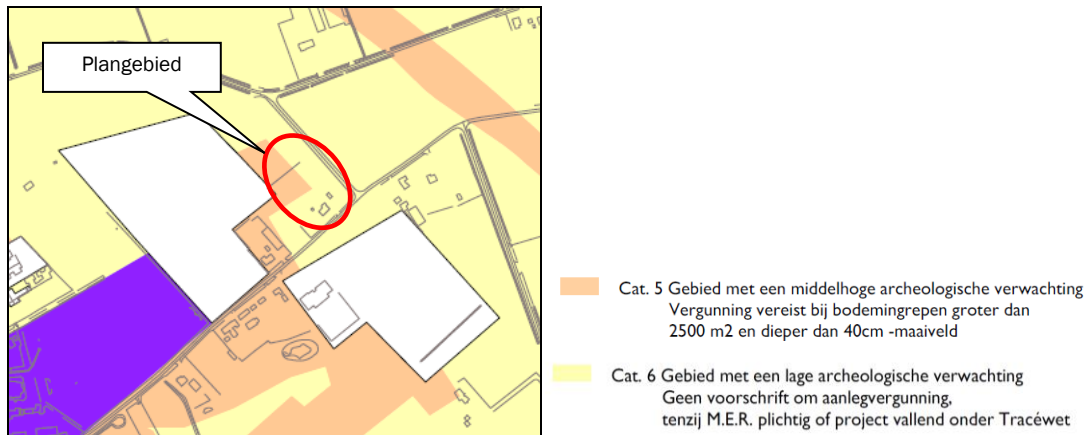 Plangebied
Cat. 5 Gebied met een middelhoge archeologische verwachting
Vergunning vereist bij bodemingrepen groter dan
2500 m2 en dieper dan 40cm -maaiveld
Cat. 6 Gebied met een lage archeologische verwachting
Geen voorschrift om aanlegvergunning,
tenzij M.E.R. plichtig of project vallend onder Tracéwet